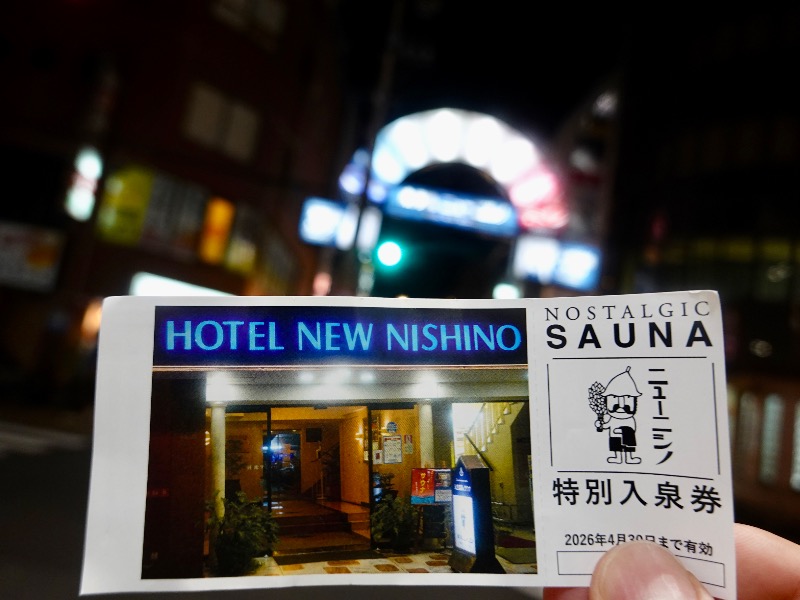 HOTEL NEW NISHINO
NOSTALGIC
SAUNA
ニューニシノ
特別入泉券
2026年4月30日まで有効